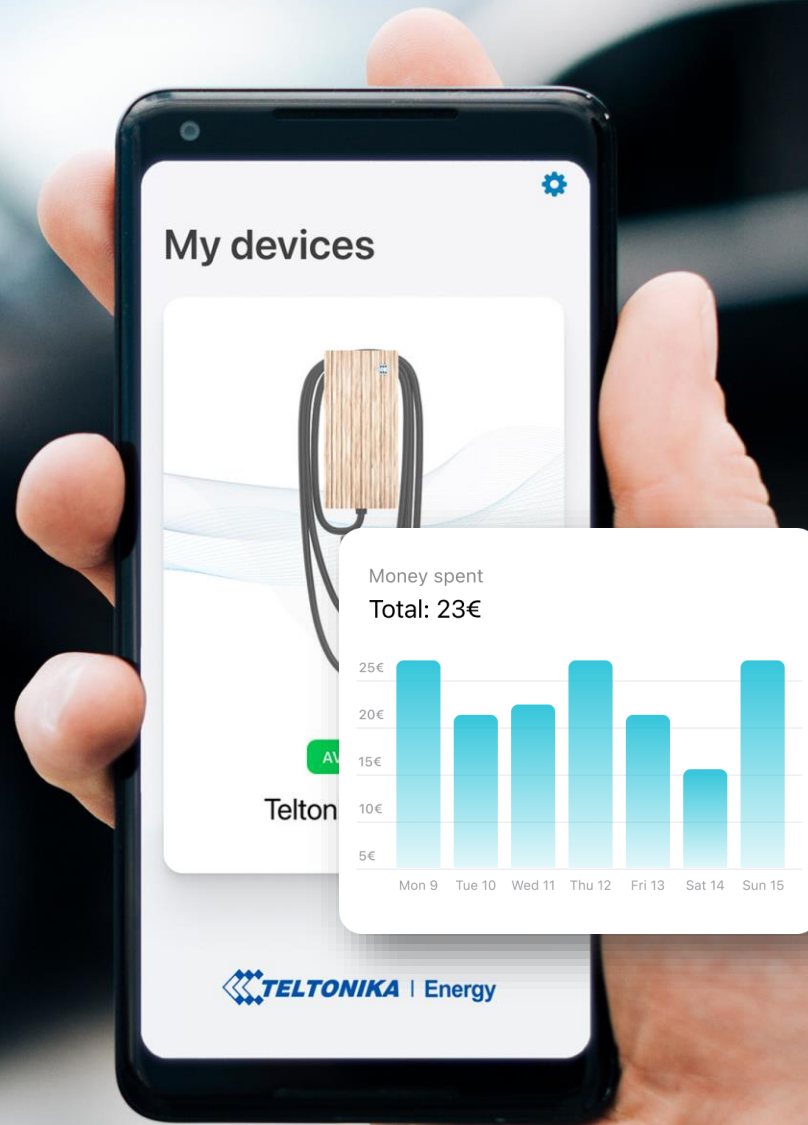 My devices
Money spent
Total: 23€
25€
20€
15€
10€
5€
Mon 9 Tue 10 Wed 11 Thu 12 Fri 13 Sat 14 Sun 15
TELTONIKA | Energy